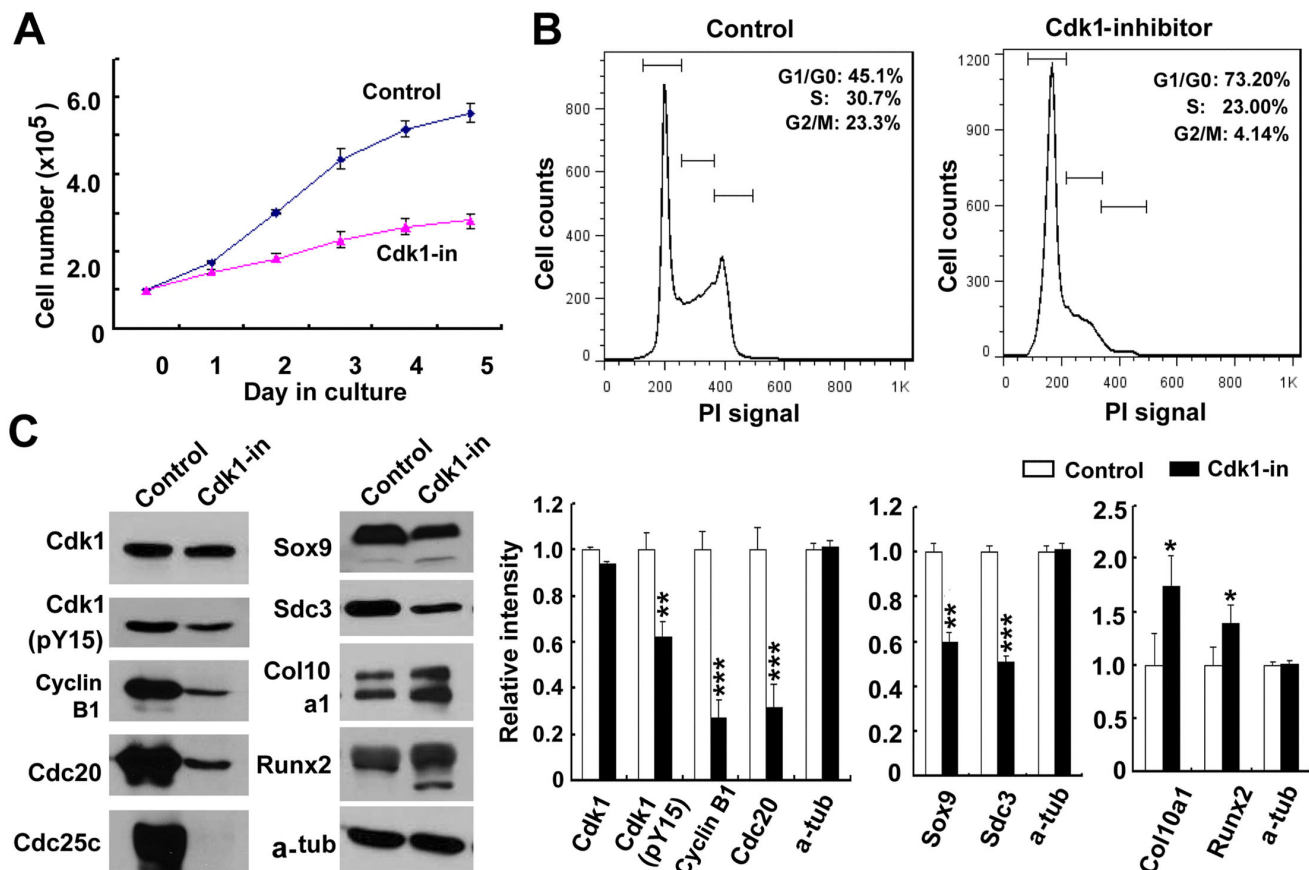 A
Cell number (x10⁵)
6.0
4.0
2.0
0
Control
Cdk1-in
0 1 2 3 4 5
Day in culture
B
Control
Cell counts
800
600
400
200
0
G1/G0: 45.1%
S: 30.7%
G2/M: 23.3%
0 200 400 600 800 1K
PI signal
Cdk1-inhibitor
Cell counts
1200
900
600
300
0
G1/G0: 73.20%
S: 23.00%
G2/M: 4.14%
0 200 400 600 800 1K
PI signal
C
Control Cdk1-in
Cdk1
Cdk1
(pY15)
Cyclin
B1
Cdc20
Cdc25c
Control Cdk1-in
Sox9
Sdc3
Col10
a1
Runx2
a-tub
Control Cdk1-in
Relative intensity
1.2
1.0
0.8
0.6
0.4
0.2
0
**
***
***
Cdk1
Cdk1
(pY15)
Cyclin B1
Cdc20
a-tub
1.2
1.0
0.8
0.6
0.4
0.2
0
**
***
Sox9
Sdc3
a-tub
2.5
2.0
1.5
1.0
0.5
0
*
*
Col10a1
Runx2
a-tub